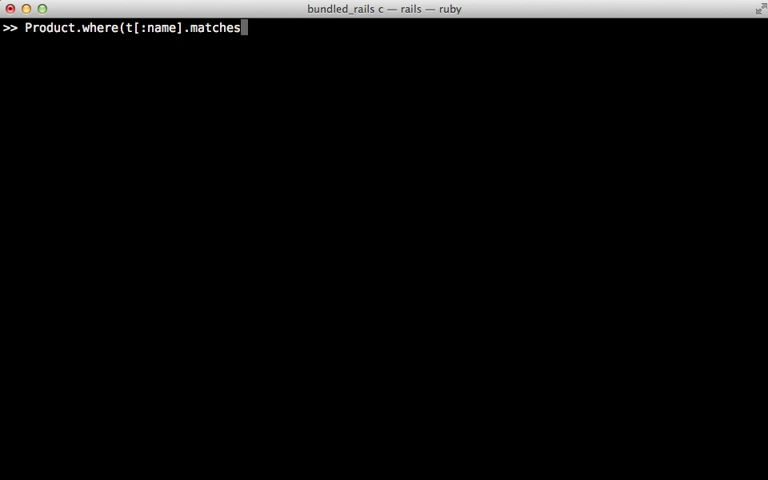 bundled_rails c — rails — ruby
>> Product.where(t[:name].matches